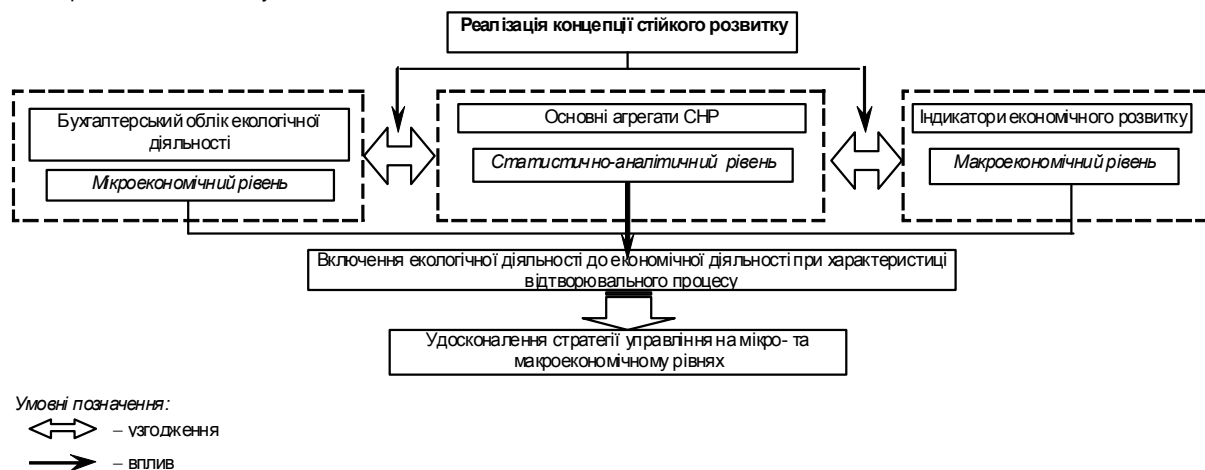 Реалізація концепції стійкого розвитку
Бухгалтерський облік екологічної
діяльності
Мікроекономічний рівень
Основні агрегати СНР
Статистично-аналітичний рівень
Індикатори економічного розвитку
Макроекономічний рівень
Включення екологічної діяльності до економічної діяльності при характеристиці
відтворювального процесу
Удосконалення стратегії управління на мікро- та
макроекономічному рівнях
Умовні позначення:
– узгодження
– вплив